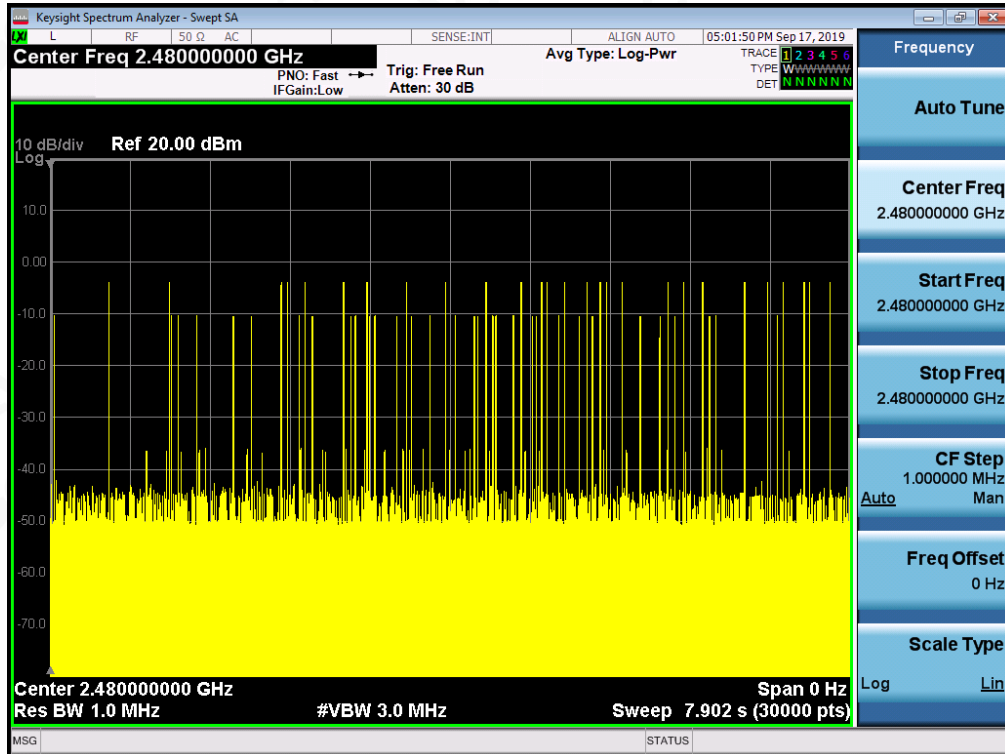 Keysight Spectrum Analyzer - Swept SA
LXI L RF 50 Ω AC SENSE:INT ALIGN AUTO 05:01:50 PM Sep 17, 2019
Center Freq 2.480000000 GHz
PNO: Fast
IFGain:Low
Trig: Free Run
Atten: 30 dB
Avg Type: Log-Pwr
TRACE 1 2 3 4 5 6
TYPE WWWWWW
DET N N N N N N
10 dB/div Ref 20.00 dBm
Log
10.0
0.00
-10.0
-20.0
-30.0
-40.0
-50.0
-60.0
-70.0
Center 2.480000000 GHz Span 0 Hz
Res BW 1.0 MHz #VBW 3.0 MHz Sweep 7.902 s (30000 pts)
MSG STATUS
Frequency
Auto Tune
Center Freq
2.480000000 GHz
Start Freq
2.480000000 GHz
Stop Freq
2.480000000 GHz
CF Step
1.000000 MHz
Auto Man
Freq Offset
0 Hz
Scale Type
Log Lin